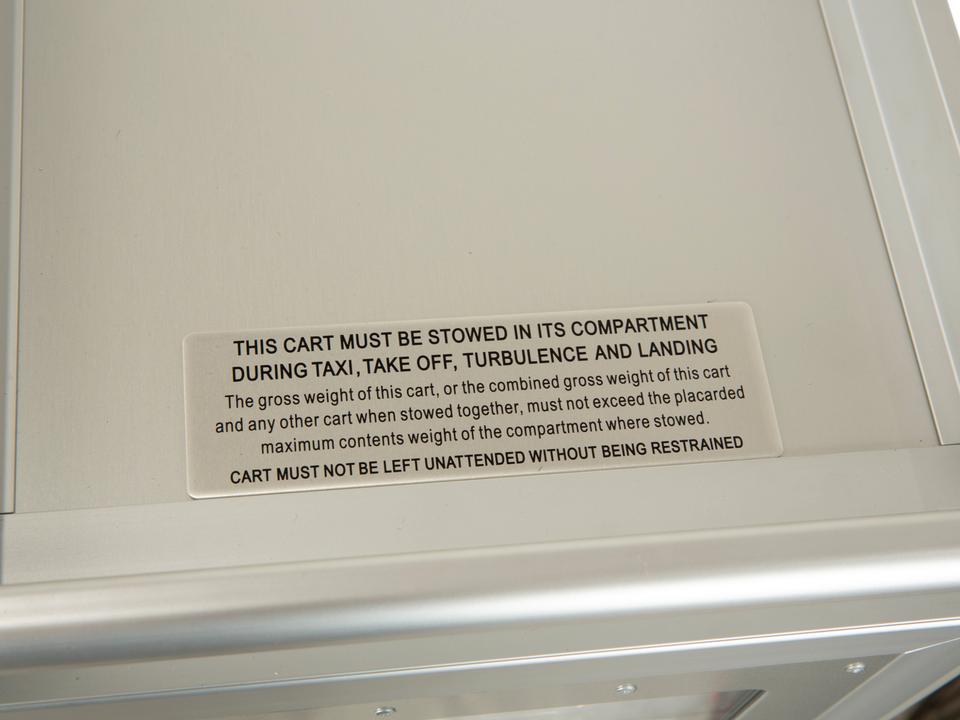 THIS CART MUST BE STOWED IN ITS COMPARTMENT
DURING TAXI, TAKE OFF, TURBULENCE AND LANDING
The gross weight of this cart, or the combined gross weight of this cart
and any other cart when stowed together, must not exceed the placarded
maximum contents weight of the compartment where stowed.
CART MUST NOT BE LEFT UNATTENDED WITHOUT BEING RESTRAINED